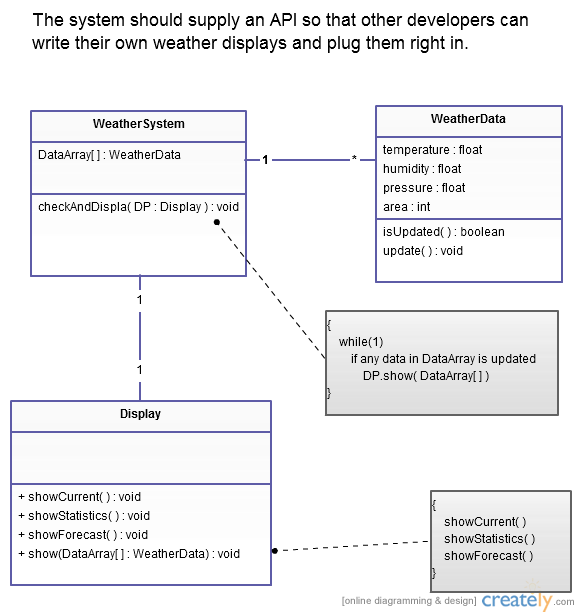 The system should supply an API so that other developers can
write their own weather displays and plug them right in.
WeatherSystem
DataArray[ ] : WeatherData
checkAndDispla( DP : Display ) : void
1
*
WeatherData
temperature : float
humidity : float
pressure : float
area : int
isUpdated( ) : boolean
update( ) : void
1
1
{
while(1)
if any data in DataArray is updated
DP.show( DataArray[ ] )
}
Display
+ showCurrent( ) : void
+ showStatistics( ) : void
+ showForecast( ) : void
+ show(DataArray[ ] : WeatherData) : void
{
showCurrent( )
showStatistics( )
showForecast( )
}
[online diagramming & design] creately.com